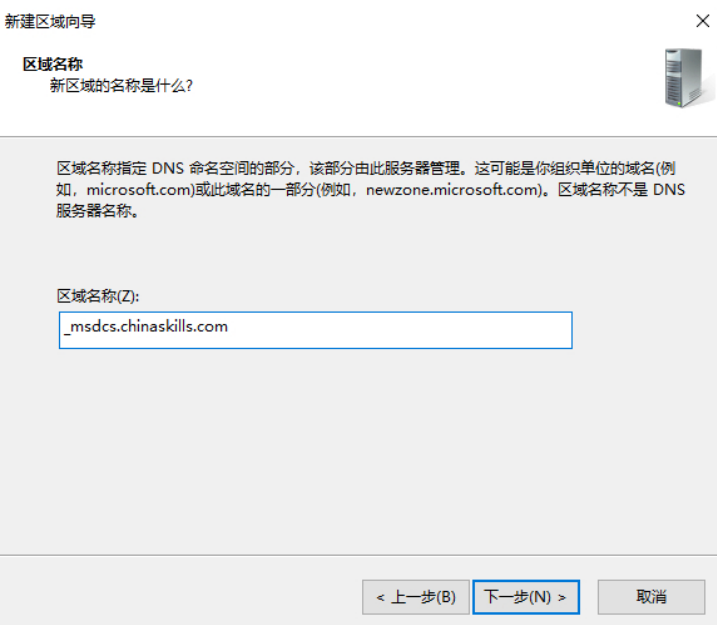 新建区域向导
区域名称
新区域的名称是什么?
区域名称指定 DNS 命名空间的部分，该部分由此服务器管理。这可能是你组织单位的域名(例
如，microsoft.com)或此域名的一部分(例如，newzone.microsoft.com)。区域名称不是 DNS
服务器名称。
区域名称(Z):
_msdcs.chinaskills.com
< 上一步(B)
下一步(N) >
取消